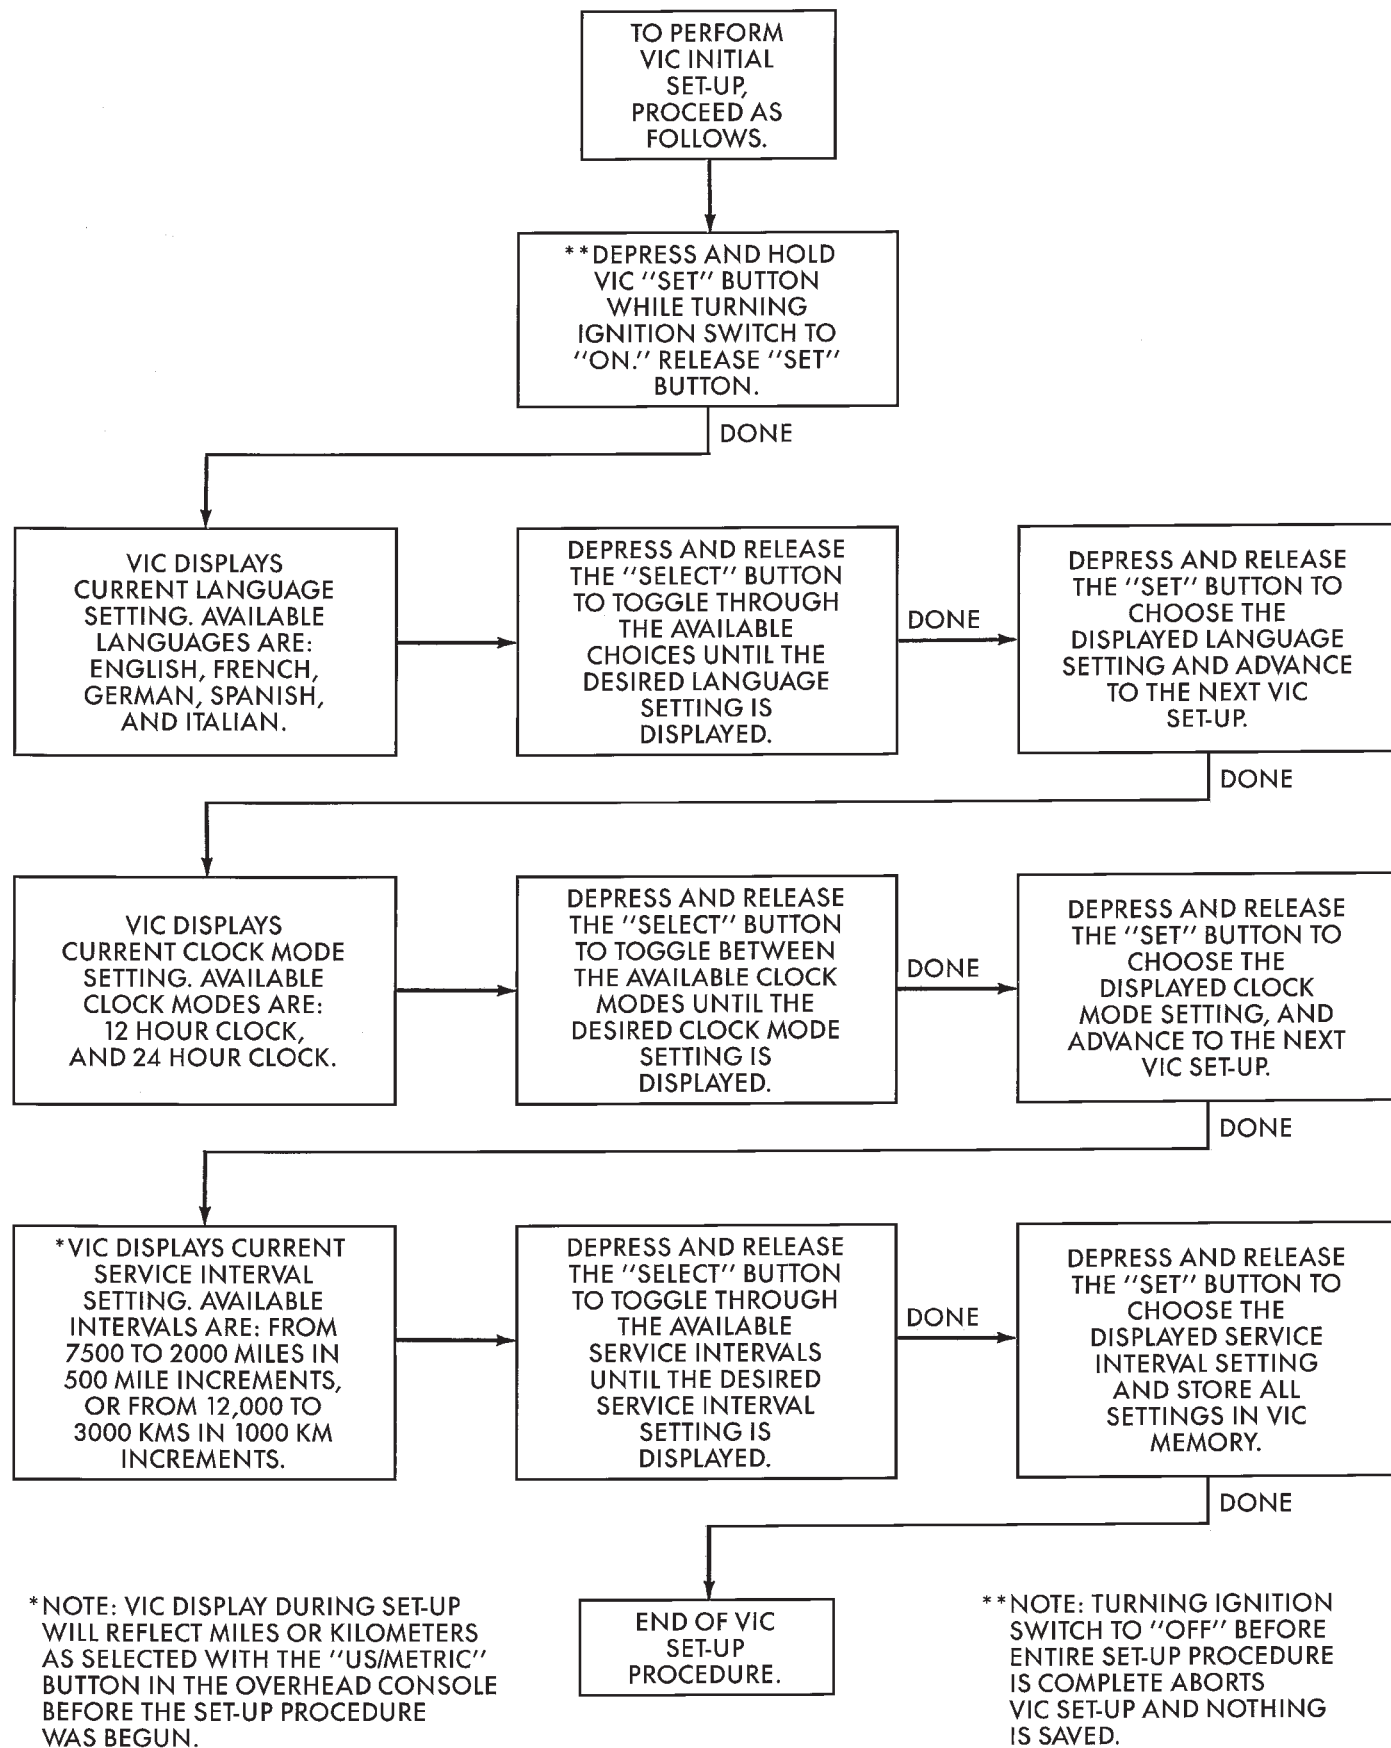 TO PERFORM
VIC INITIAL
SET-UP,
PROCEED AS
FOLLOWS.
**DEPRESS AND HOLD
VIC "SET" BUTTON
WHILE TURNING
IGNITION SWITCH TO
"ON." RELEASE "SET"
BUTTON.
DONE
VIC DISPLAYS
CURRENT LANGUAGE
SETTING. AVAILABLE
LANGUAGES ARE:
ENGLISH, FRENCH,
GERMAN, SPANISH,
AND ITALIAN.
DEPRESS AND RELEASE
THE "SELECT" BUTTON
TO TOGGLE THROUGH
THE AVAILABLE
CHOICES UNTIL THE
DESIRED LANGUAGE
SETTING IS
DISPLAYED.
DONE
DEPRESS AND RELEASE
THE "SET" BUTTON TO
CHOOSE THE
DISPLAYED LANGUAGE
SETTING AND ADVANCE
TO THE NEXT VIC
SET-UP.
DONE
VIC DISPLAYS
CURRENT CLOCK MODE
SETTING. AVAILABLE
CLOCK MODES ARE:
12 HOUR CLOCK,
AND 24 HOUR CLOCK.
DEPRESS AND RELEASE
THE "SELECT" BUTTON
TO TOGGLE BETWEEN
THE AVAILABLE CLOCK
MODES UNTIL THE
DESIRED CLOCK MODE
SETTING IS
DISPLAYED.
DONE
DEPRESS AND RELEASE
THE "SET" BUTTON TO
CHOOSE THE
DISPLAYED CLOCK
MODE SETTING, AND
ADVANCE TO THE NEXT
VIC SET-UP.
DONE
*VIC DISPLAYS CURRENT
SERVICE INTERVAL
SETTING. AVAILABLE
INTERVALS ARE: FROM
7500 TO 2000 MILES IN
500 MILE INCREMENTS,
OR FROM 12,000 TO
3000 KMS IN 1000 KM
INCREMENTS.
DEPRESS AND RELEASE
THE "SELECT" BUTTON
TO TOGGLE THROUGH
THE AVAILABLE
SERVICE INTERVALS
UNTIL THE DESIRED
SERVICE INTERVAL
SETTING IS
DISPLAYED.
DONE
DEPRESS AND RELEASE
THE "SET" BUTTON TO
CHOOSE THE
DISPLAYED SERVICE
INTERVAL SETTING
AND STORE ALL
SETTINGS IN VIC
MEMORY.
DONE
*NOTE: VIC DISPLAY DURING SET-UP
WILL REFLECT MILES OR KILOMETERS
AS SELECTED WITH THE "US/METRIC"
BUTTON IN THE OVERHEAD CONSOLE
BEFORE THE SET-UP PROCEDURE
WAS BEGUN.
END OF VIC
SET-UP
PROCEDURE.
**NOTE: TURNING IGNITION
SWITCH TO "OFF" BEFORE
ENTIRE SET-UP PROCEDURE
IS COMPLETE ABORTS
VIC SET-UP AND NOTHING
IS SAVED.